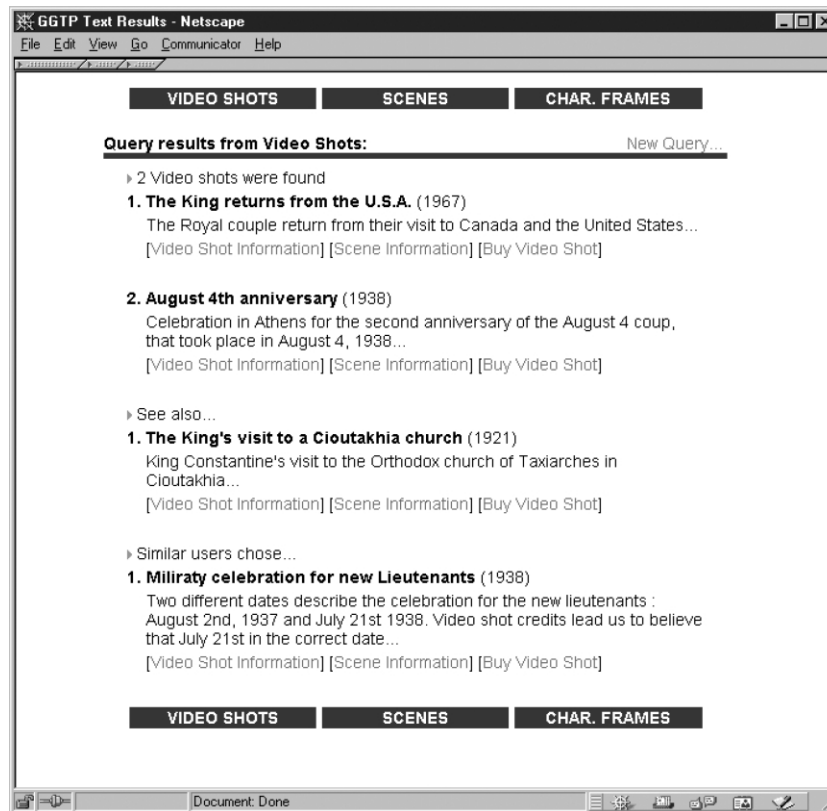 GGTP Text Results - Netscape
File Edit View Go Communicator Help
VIDEO SHOTS SCENES CHAR. FRAMES
Query results from Video Shots: New Query...
2 Video shots were found
1. The King returns from the U.S.A. (1967)
The Royal couple return from their visit to Canada and the United States...
[Video Shot Information] [Scene Information] [Buy Video Shot]
2. August 4th anniversary (1938)
Celebration in Athens for the second anniversary of the August 4 coup,
that took place in August 4, 1938...
[Video Shot Information] [Scene Information] [Buy Video Shot]
See also...
1. The King's visit to a Cioutakhia church (1921)
King Constantine's visit to the Orthodox church of Taxiarches in
Cioutakhia...
[Video Shot Information] [Scene Information] [Buy Video Shot]
Similar users chose...
1. Miliraty celebration for new Lieutenants (1938)
Two different dates describe the celebration for the new lieutenants :
August 2nd, 1937 and July 21st 1938. Video shot credits lead us to believe
that July 21st in the correct date...
[Video Shot Information] [Scene Information] [Buy Video Shot]
VIDEO SHOTS SCENES CHAR. FRAMES
Document: Done